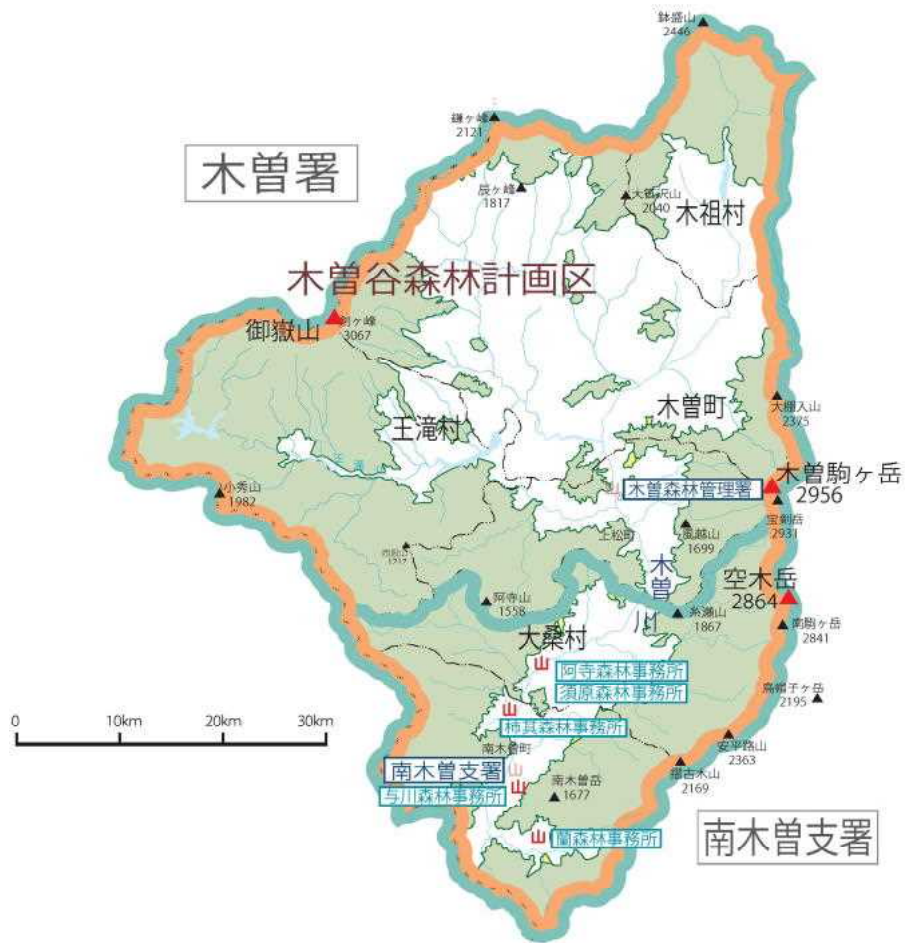 鉢盛山
2446
鎌ヶ峰
2121
木曽署
辰ヶ峰
1817
大笹沢山
2040
木祖村
木曽谷森林計画区
御嶽山
剣ヶ峰
3067
大棚入山
2375
木曽町
王滝村
木曽駒ヶ岳
2956
木曽森林管理署
小秀山
1982
宝剣岳
2931
上松町
風越山
1699
木曽川
空木岳
2864
阿寺山
1558
糸瀬山
1867
南駒ヶ岳
2841
大桑村
阿寺森林事務所
須原森林事務所
烏帽子ヶ岳
2195
0 10km 20km 30km
柿其森林事務所
南木曽町
安平路山
2363
摺古木山
2169
南木曽支署
与川森林事務所
南木曽岳
1677
蘭森林事務所
南木曽支署